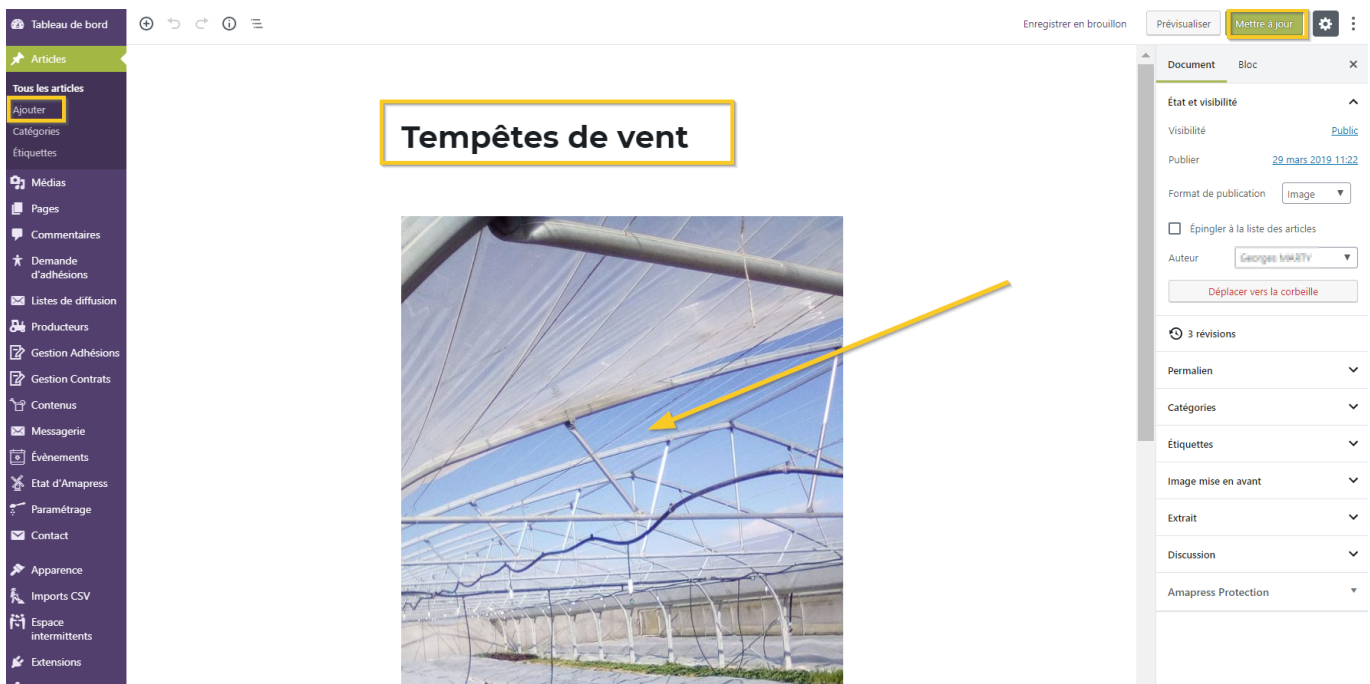 Tableau de bord
Enregistrer en brouillon
Prévisualiser
Mettre à jour
Articles
Tous les articles
Ajouter
Catégories
Étiquettes
Médias
Pages
Commentaires
Demande
d'adhésions
Listes de diffusion
Producteurs
Gestion Adhésions
Gestion Contrats
Contenus
Messagerie
Évènements
Etat d'Amapress
Paramétrage
Contact
Apparence
Imports CSV
Espace
intermittents
Extensions
Tempêtes de vent
Document Bloc
État et visibilité
Visibilité Public
Publier 29 mars 2019 11:22
Format de publication Image
Épingler à la liste des articles
Auteur Georges MARTY
Déplacer vers la corbeille
3 révisions
Permalien
Catégories
Étiquettes
Image mise en avant
Extrait
Discussion
Amapress Protection